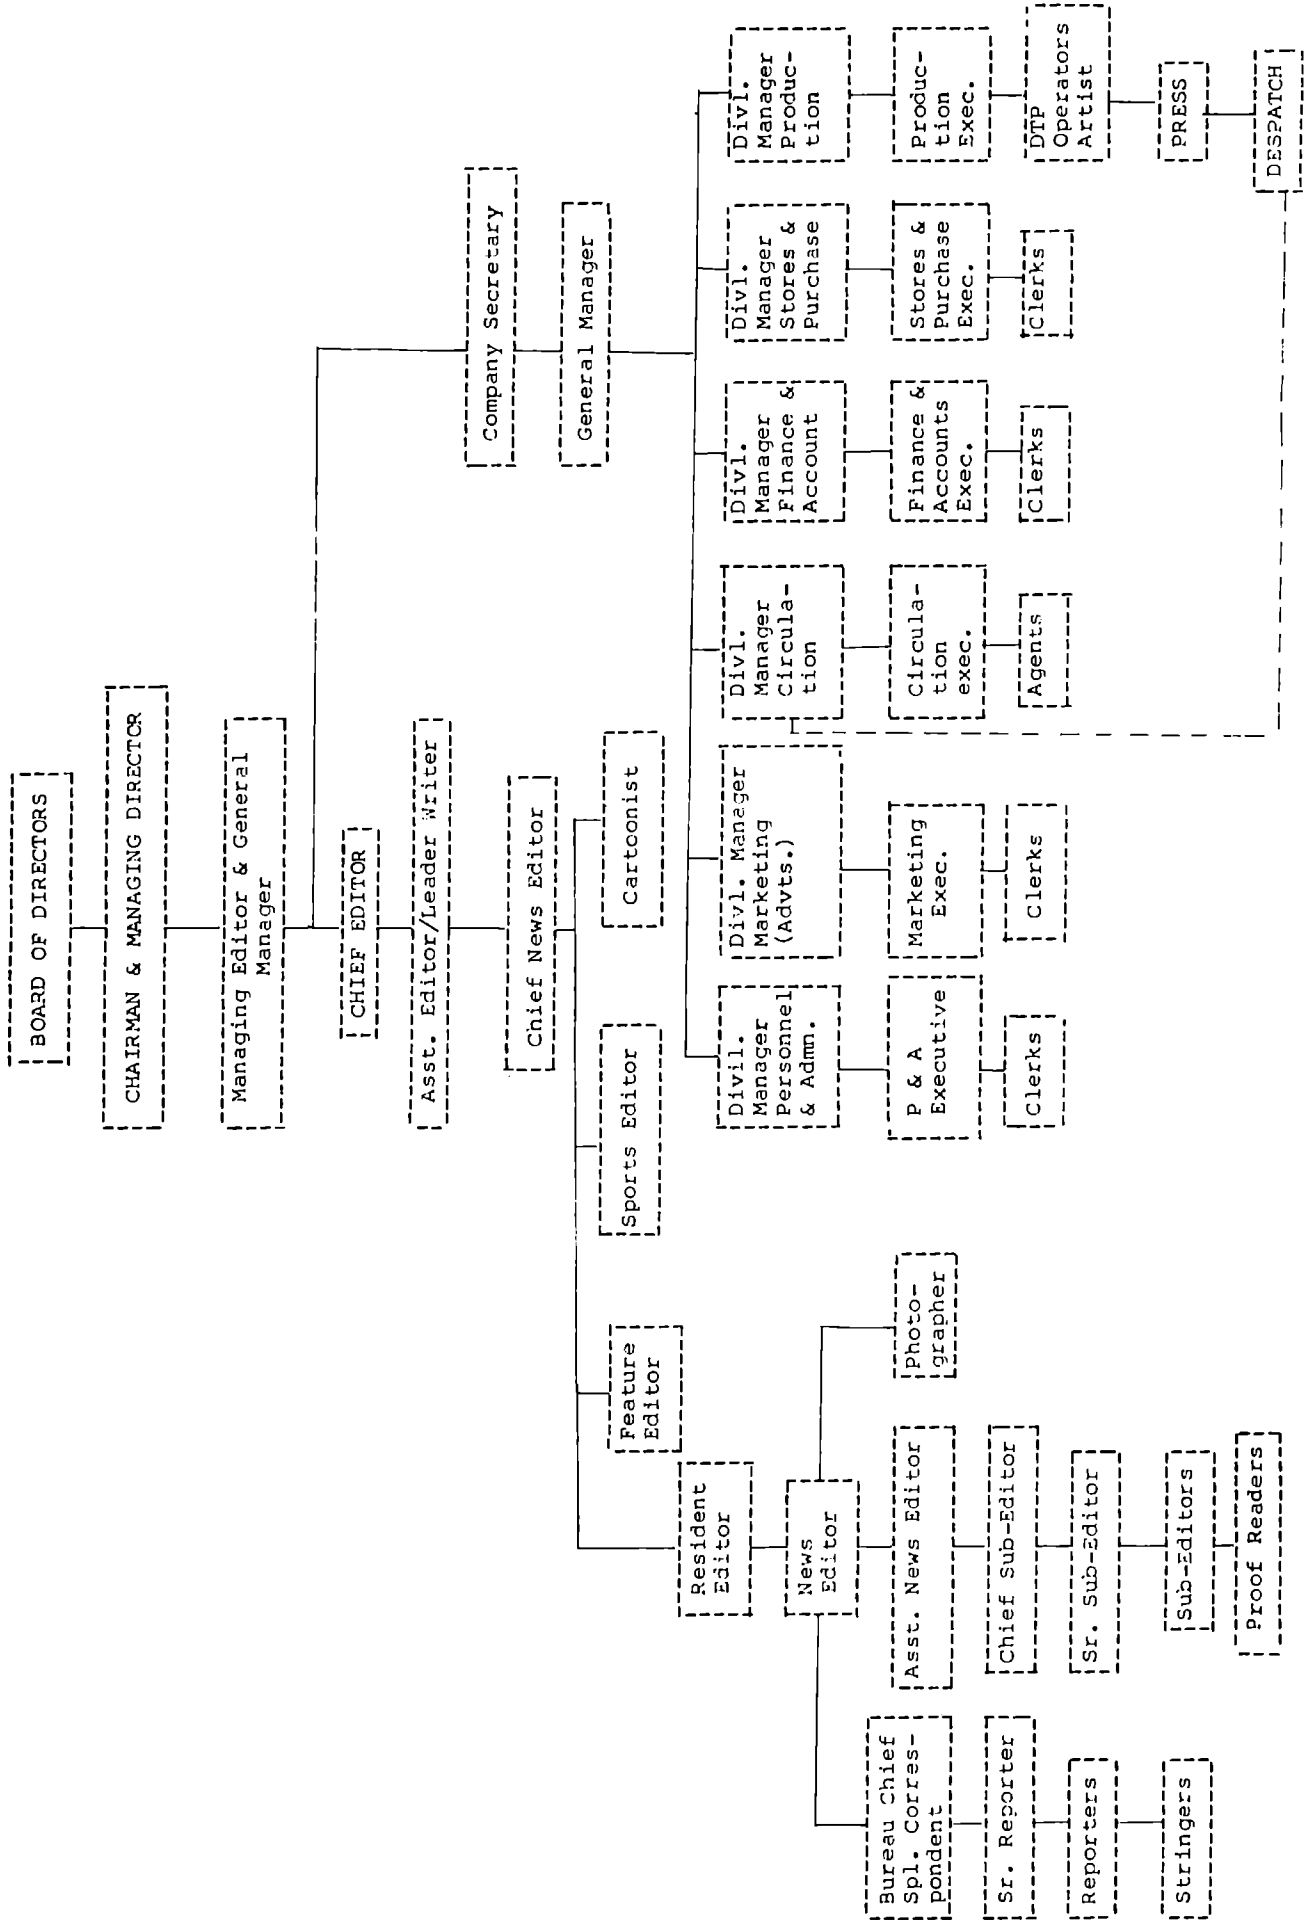 BOARD OF DIRECTORS
CHAIRMAN & MANAGING DIRECTOR
Managing Editor & General
Manager
CHIEF EDITOR
Asst. Editor/Leader Writer
Chief News Editor
Company Secretary
General Manager
Feature
Editor
Sports Editor
Cartoonist
Resident
Editor
News
Editor
Bureau Chief
Spl. Corres-
pondent
Sr. Reporter
Reporters
Stringers
Asst. News Editor
Chief Sub-Editor
Sr. Sub-Editor
Sub-Editors
Proof Readers
Photo-
grapher
Divil.
Manager
Personnel
& Admn.
P & A
Executive
Clerks
Divl. Manager
Marketing
(Advts.)
Marketing
Exec.
Clerks
Divl.
Manager
Circula-
tion
Circula-
tion
exec.
Agents
Divl.
Manager
Finance &
Account
Finance &
Accounts
Exec.
Clerks
Divl.
Manager
Stores &
Purchase
Stores &
Purchase
Exec.
Clerks
Divl.
Manager
Produc-
tion
Produc-
tion
Exec.
DTP
Operators
Artist
PRESS
DESPATCH